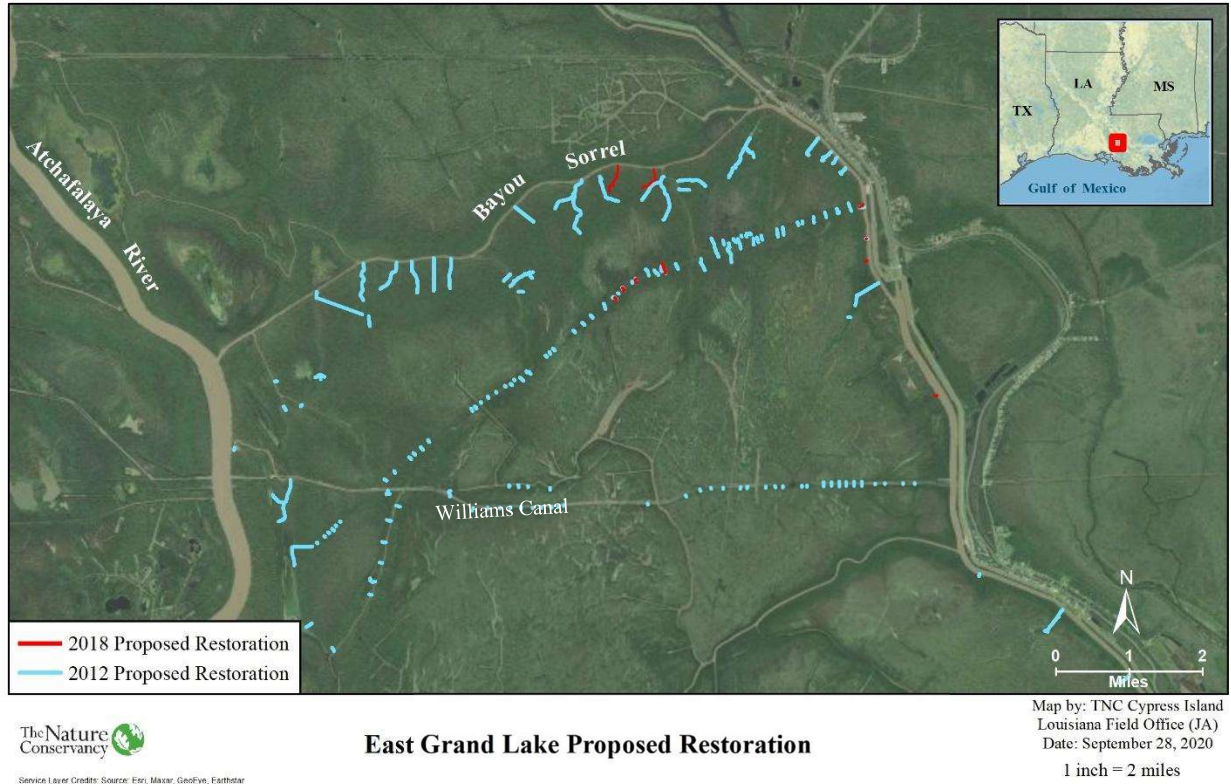 TX
LA
MS
Gulf of Mexico
Atchafalaya
River
Bayou
Sorrel
Williams Canal
N
0 1 2
Miles
2018 Proposed Restoration
2012 Proposed Restoration
The Nature
Conservancy
East Grand Lake Proposed Restoration
Map by: TNC Cypress Island
Louisiana Field Office (JA)
Date: September 28, 2020
1 inch = 2 miles
Service Layer Credits: Source: Esri, Maxar, GeoEye, Earthstar